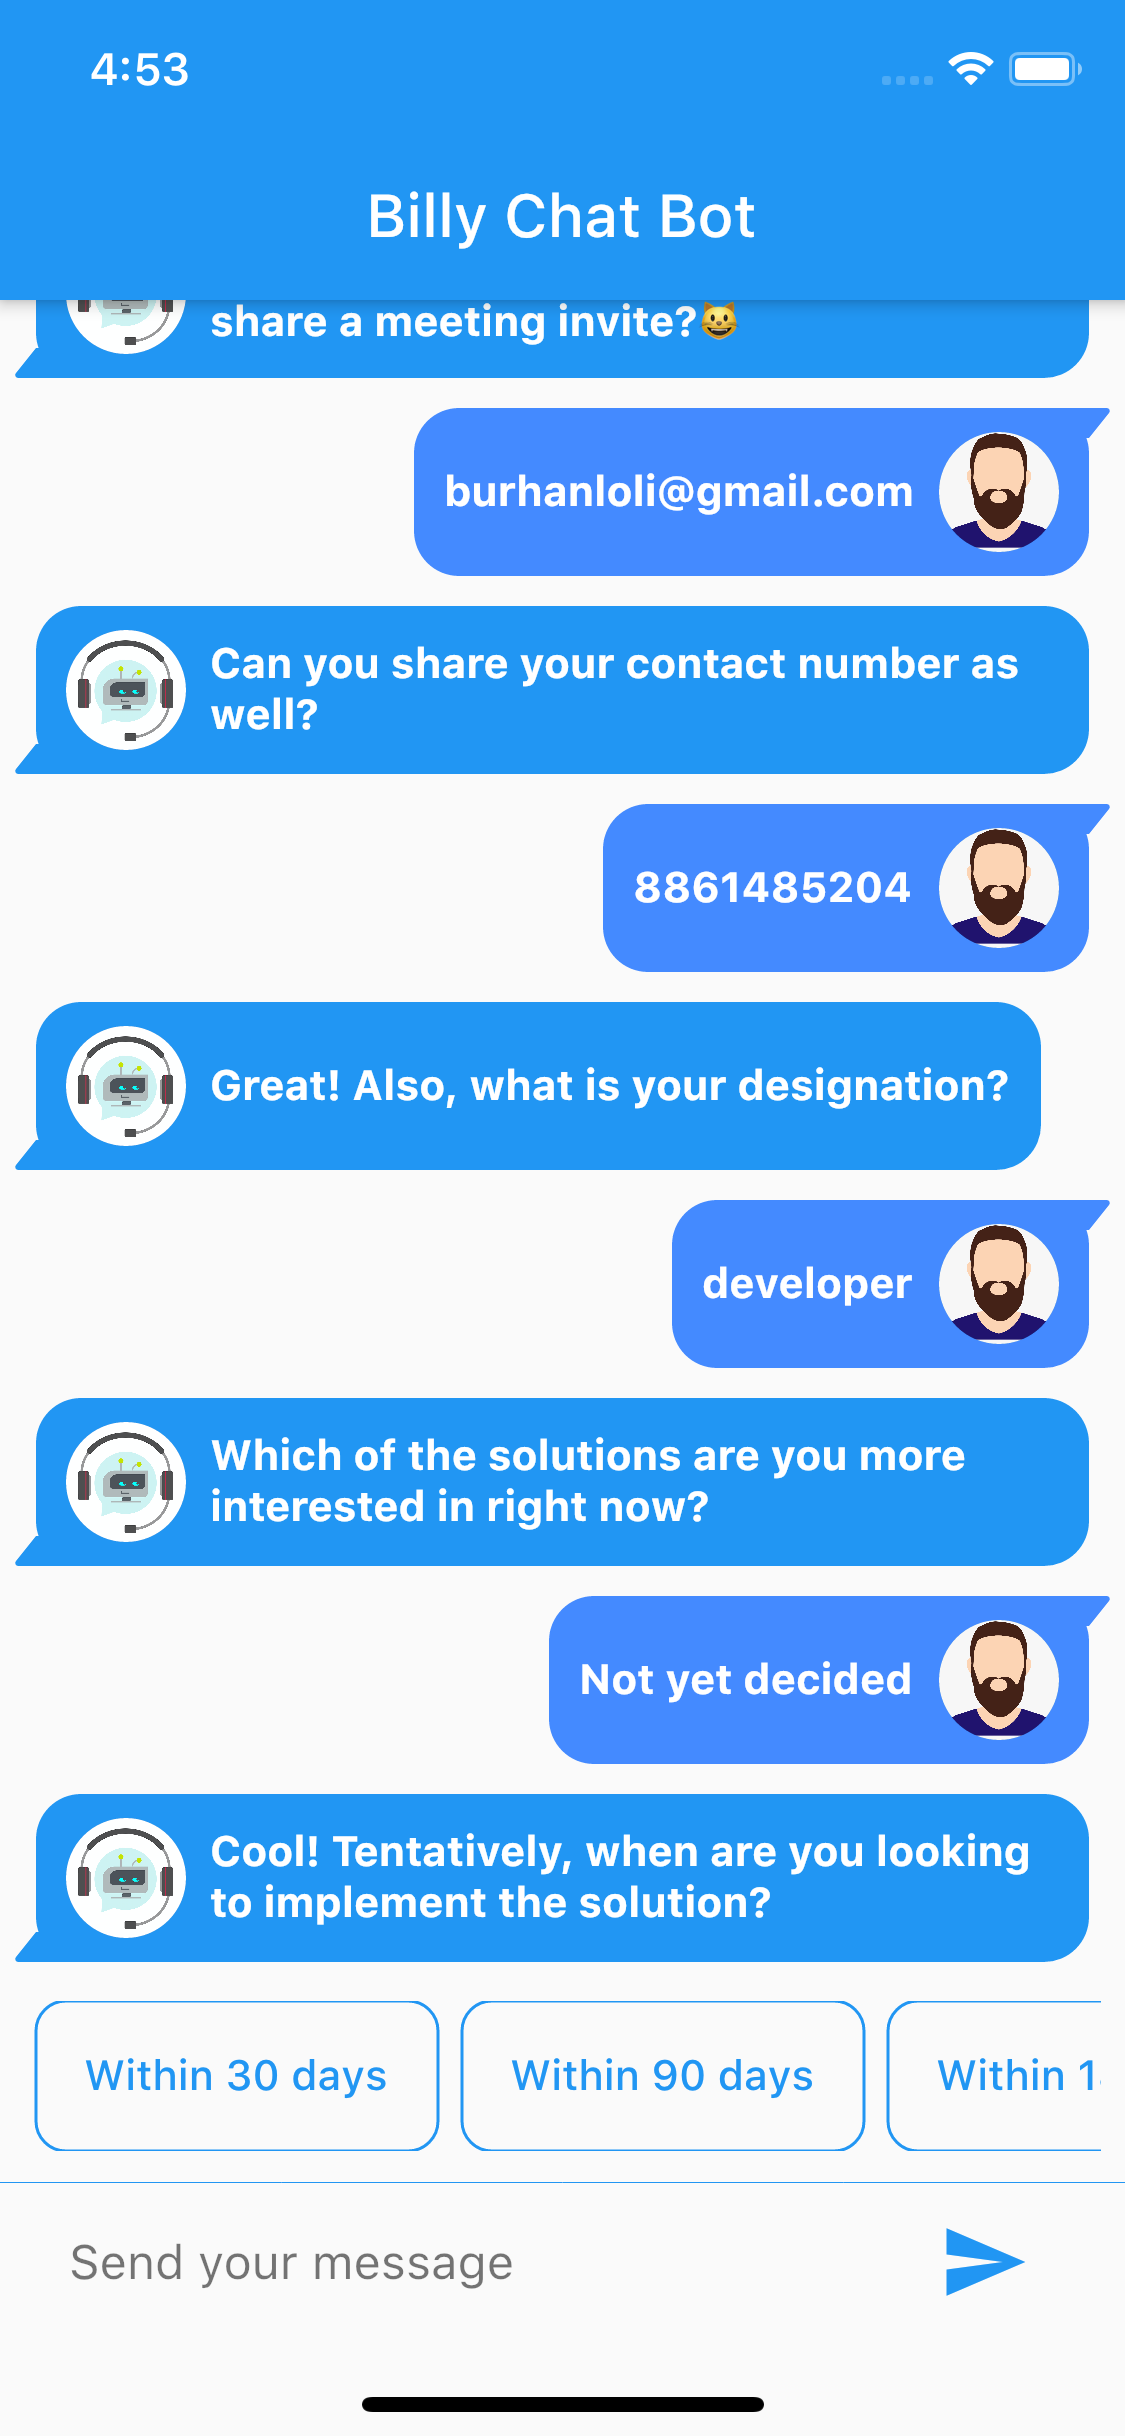 4:53
Billy Chat Bot
share a meeting invite?😺
burhanloli@gmail.com
Can you share your contact number as
well?
8861485204
Great! Also, what is your designation?
developer
Which of the solutions are you more
interested in right now?
Not yet decided
Cool! Tentatively, when are you looking
to implement the solution?
Within 30 days
Within 90 days
Within
Send your message